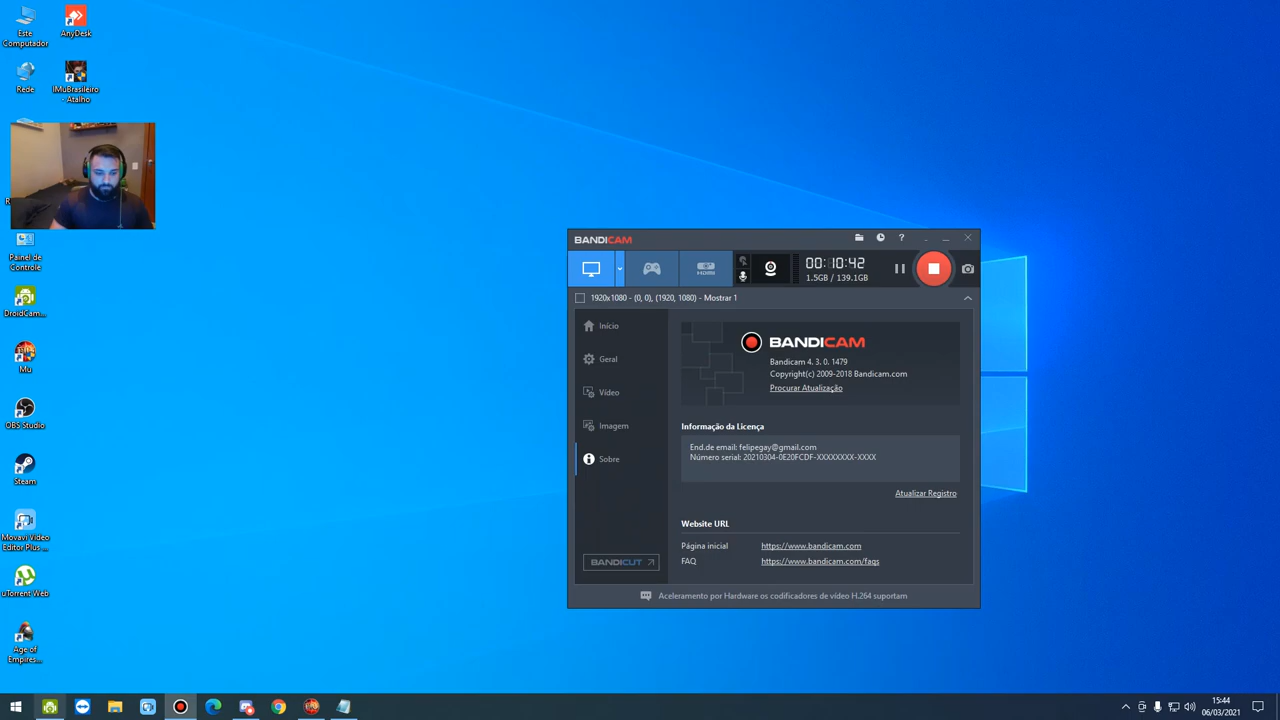 Este
Computador
AnyDesk
Rede
IMuBrasileiro
- Atalho
Painel de
Controle
DroidCam...
Mu
OBS Studio
Steam
Movavi Video
Editor Plus ...
uTorrent Web
Age of
Empires...
BANDICAM
?
HDMI
00:10:42
1.5GB / 139.1GB
1920x1080 - (0, 0), (1920, 1080) - Mostrar 1
Início
Geral
Vídeo
Imagem
Sobre
BANDICUT
BANDICAM
Bandicam 4. 3. 0. 1479
Copyright(c) 2009-2018 Bandicam.com
Procurar Atualização
Informação da Licença
End.de email: felipegay@gmail.com
Número serial: 20210304-0E20FCDF-XXXXXXXX-XXXX
Atualizar Registro
Website URL
Página inicial https://www.bandicam.com
FAQ https://www.bandicam.com/faqs
Aceleramento por Hardware os codificadores de vídeo H.264 suportam
15:44
06/03/2021